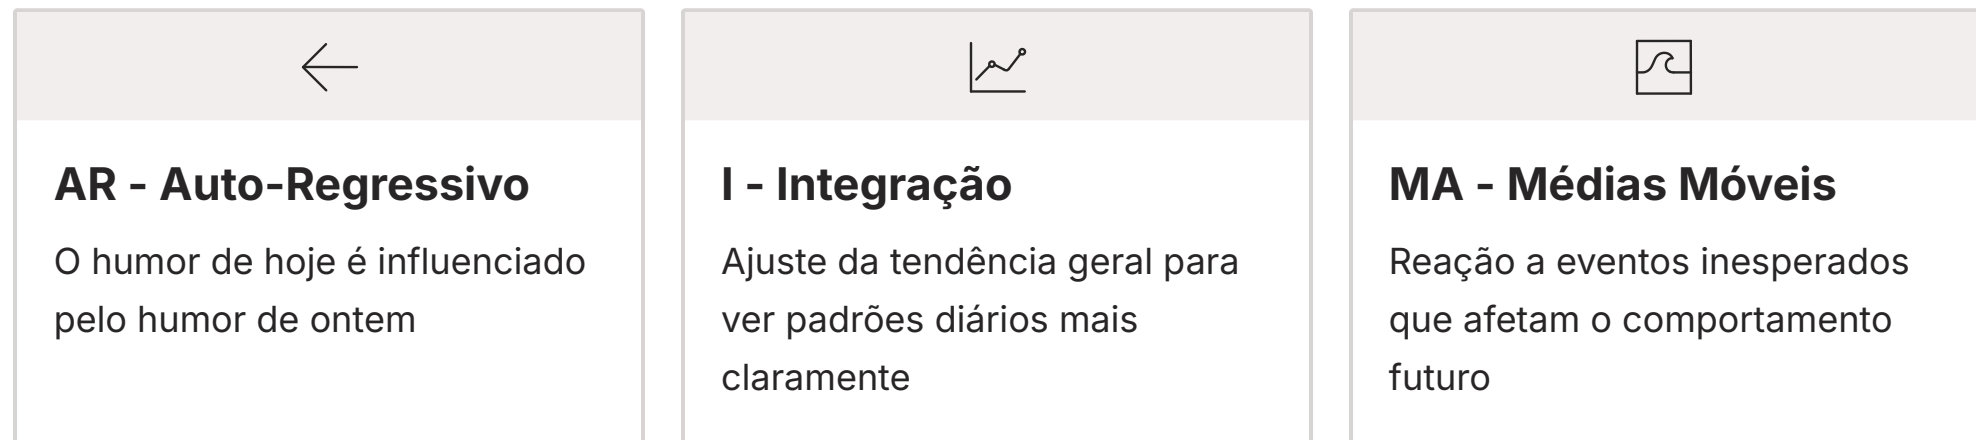 AR - Auto-Regressivo
O humor de hoje é influenciado
pelo humor de ontem
I - Integração
Ajuste da tendência geral para
ver padrões diários mais
claramente
MA - Médias Móveis
Reação a eventos inesperados
que afetam o comportamento
futuro